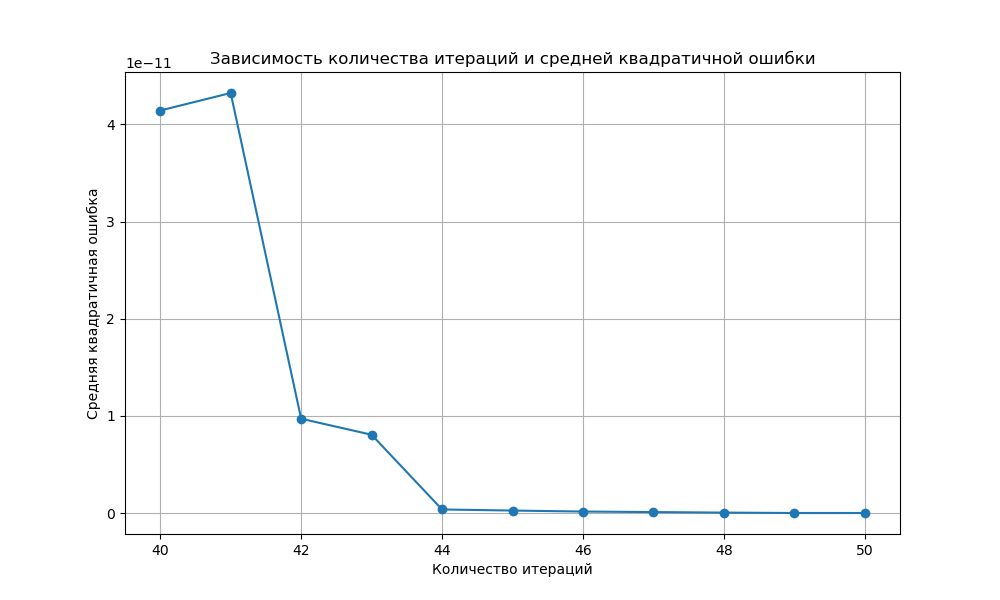 Зависимость количества итераций и средней квадратичной ошибки
1e−11
4
3
2
1
0
Средняя квадратичная ошибка
40 42 44 46 48 50
Количество итераций